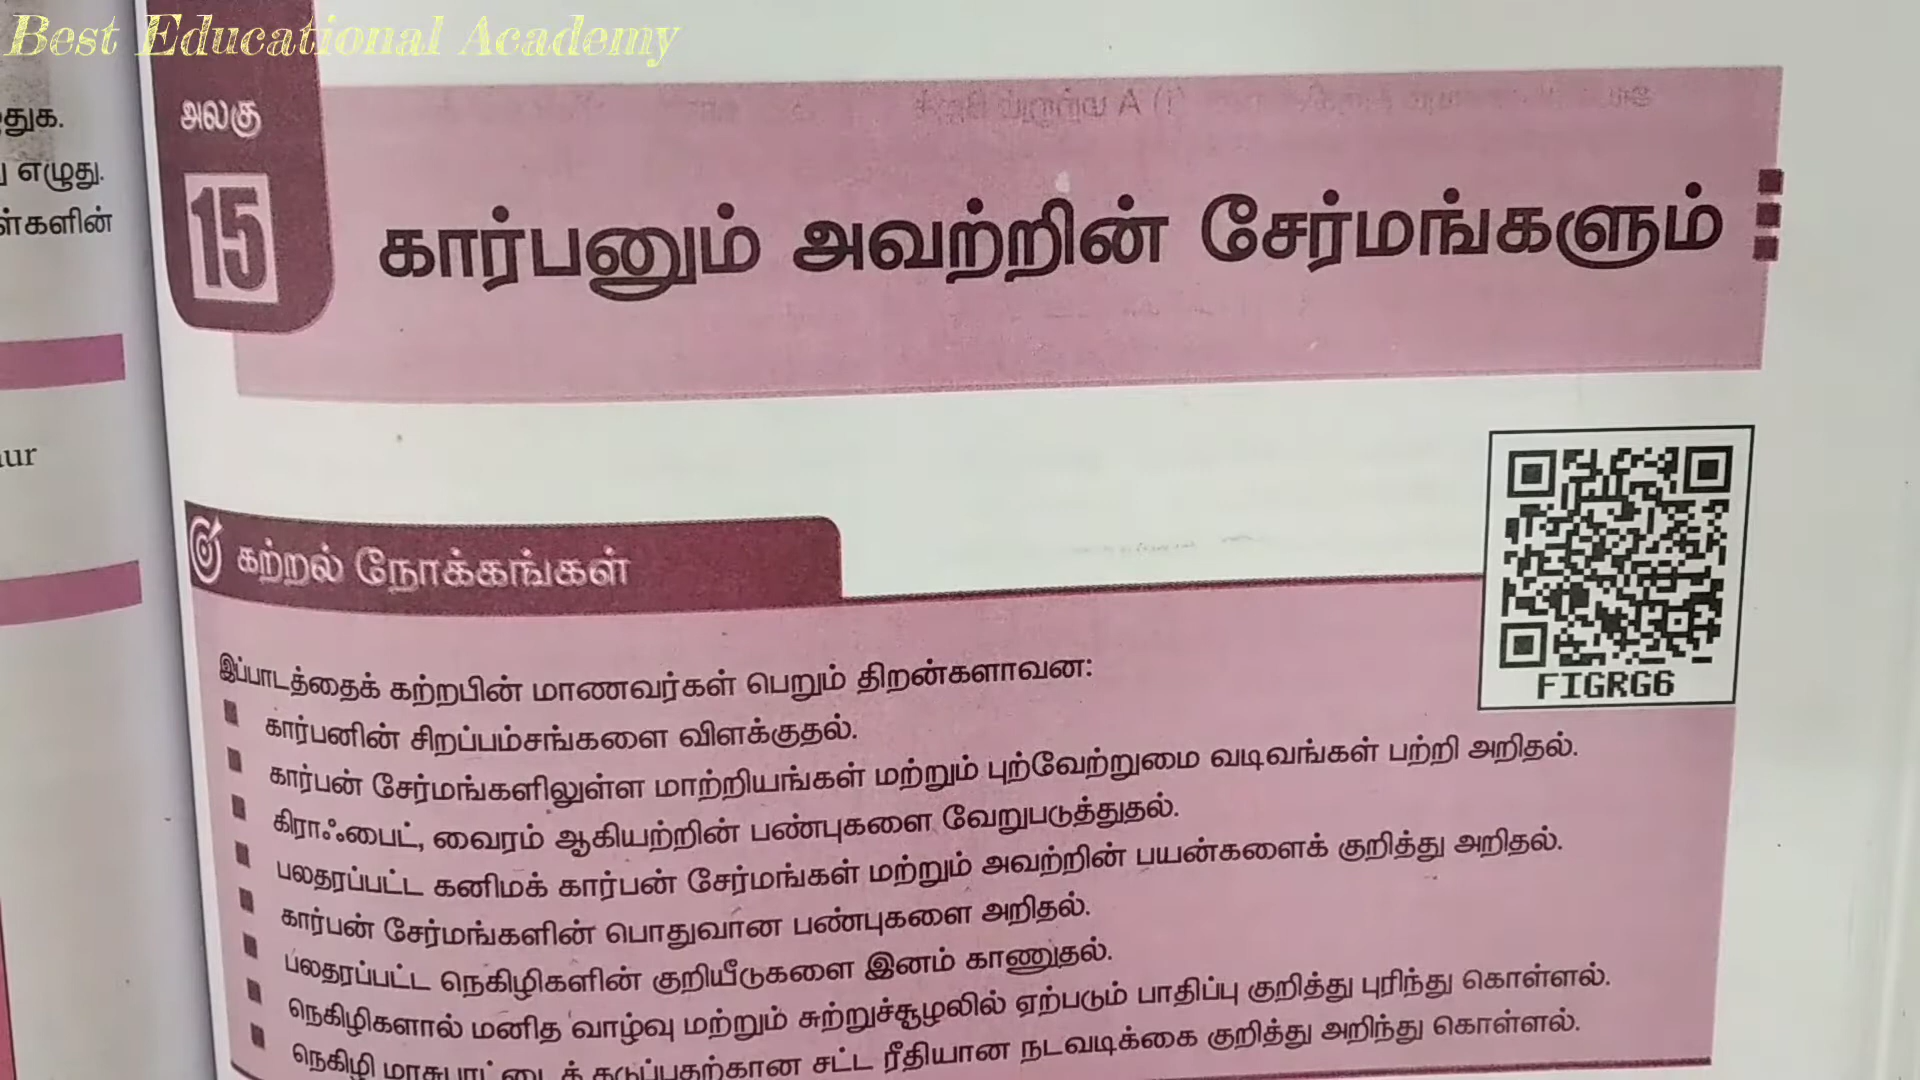 Best Educational Academy
துக.
எழுது.
ள்களின்
ur
அலகு
15
கார்பனும் அவற்றின் சேர்மங்களும்
கற்றல் நோக்கங்கள்
FIGRG6
இப்பாடத்தைக் கற்றபின் மாணவர்கள் பெறும் திறன்களாவன:
கார்பனின் சிறப்பம்சங்களை விளக்குதல்.
கார்பன் சேர்மங்களிலுள்ள மாற்றியங்கள் மற்றும் புறவேற்றுமை வடிவங்கள் பற்றி அறிதல்.
கிராஃபைட், வைரம் ஆகியற்றின் பண்புகளை வேறுபடுத்துதல்.
பலதரப்பட்ட கனிமக் கார்பன் சேர்மங்கள் மற்றும் அவற்றின் பயன்களைக் குறித்து அறிதல்.
கார்பன் சேர்மங்களின் பொதுவான பண்புகளை அறிதல்.
பலதரப்பட்ட நெகிழிகளின் குறியீடுகளை இனம் காணுதல்.
நெகிழிகளால் மனித வாழ்வு மற்றும் சுற்றுச்சூழலில் ஏற்படும் பாதிப்பு குறித்து புரிந்து கொள்ளல்.
நெகிழி மாசுபாட்டைத் தடுப்பதற்கான சட்ட ரீதியான நடவடிக்கை குறித்து அறிந்து கொள்ளல்.